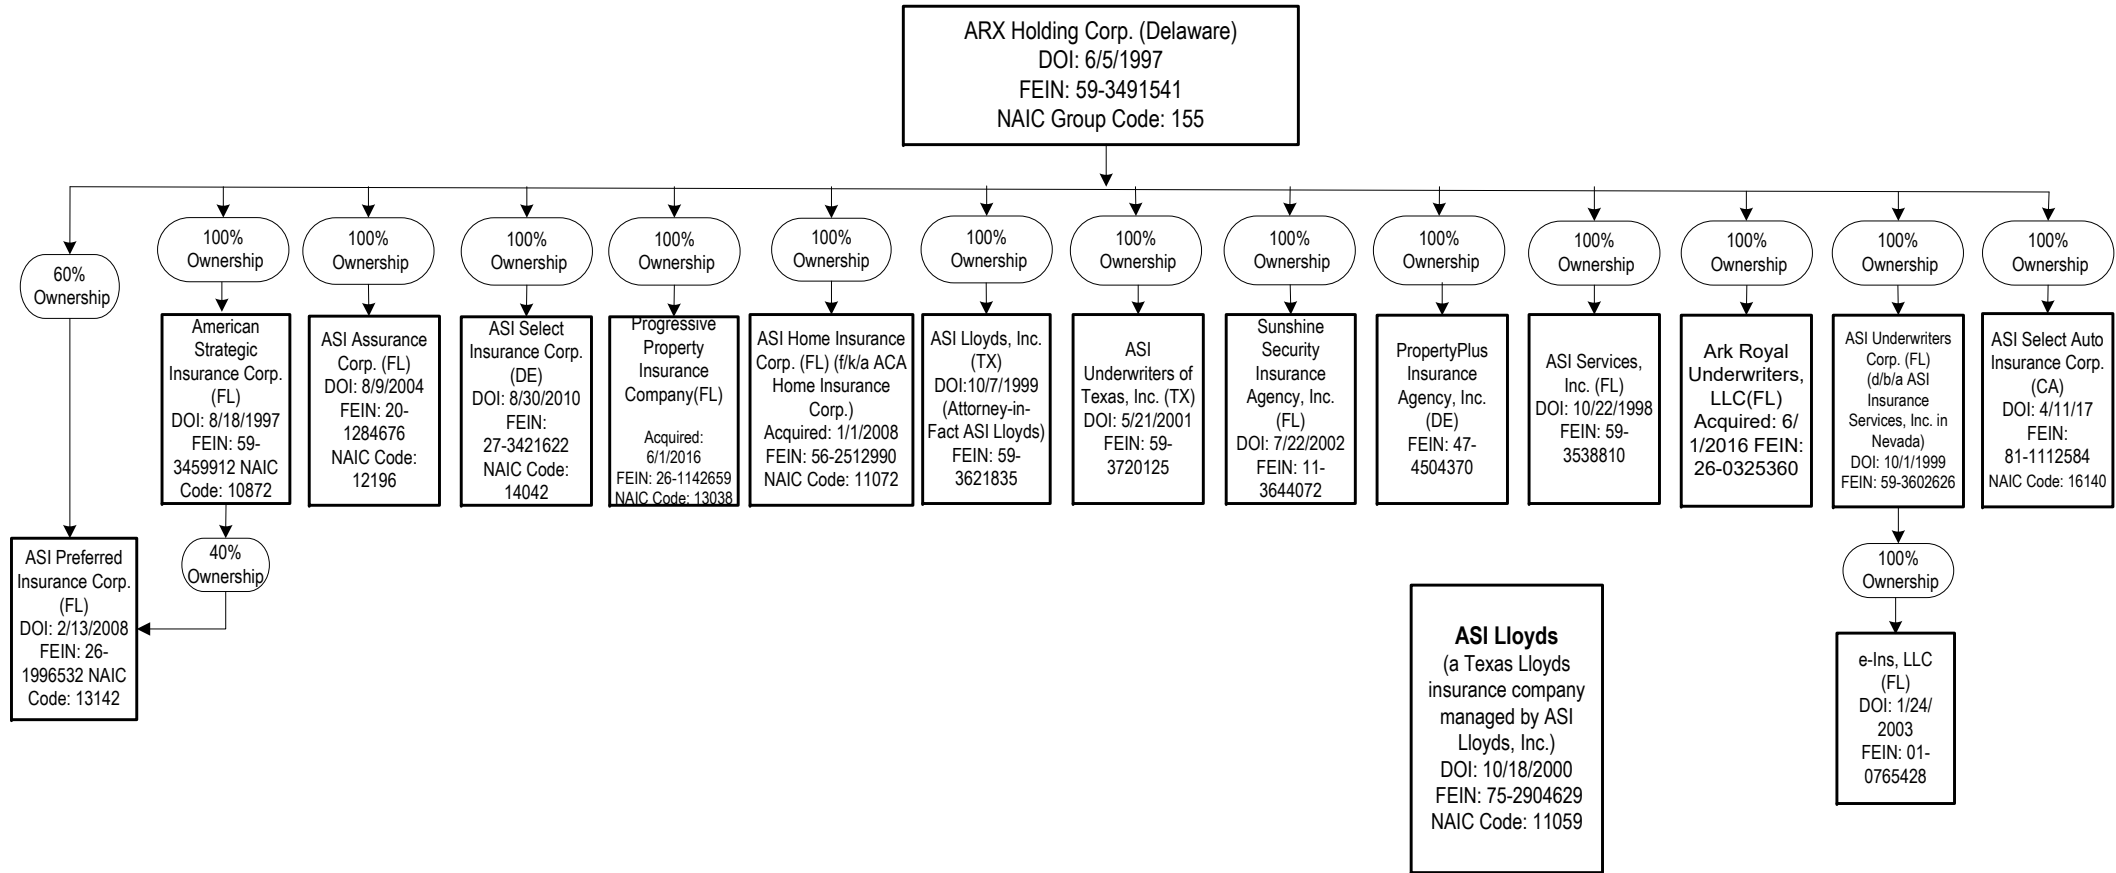 ARX Holding Corp. (Delaware)
DOI: 6/5/1997
FEIN: 59-3491541
NAIC Group Code: 155
60%
Ownership
100%
Ownership
100%
Ownership
100%
Ownership
100%
Ownership
100%
Ownership
100%
Ownership
100%
Ownership
100%
Ownership
100%
Ownership
100%
Ownership
100%
Ownership
100%
Ownership
100%
Ownership
American
Strategic
Insurance Corp.
(FL)
DOI: 8/18/1997
FEIN: 59-
3459912 NAIC
Code: 10872
ASI Assurance
Corp. (FL)
DOI: 8/9/2004
FEIN: 20-
1284676
NAIC Code:
12196
ASI Select
Insurance Corp.
(DE)
DOI: 8/30/2010
FEIN:
27-3421622
NAIC Code:
14042
Progressive
Property
Insurance
Company(FL)
Acquired:
6/1/2016
FEIN: 26-1142659
NAIC Code: 13038
ASI Home Insurance
Corp. (FL) (f/k/a ACA
Home Insurance
Corp.)
Acquired: 1/1/2008
FEIN: 56-2512990
NAIC Code: 11072
ASI Lloyds, Inc.
(TX)
DOI:10/7/1999
(Attorney-in-
Fact ASI Lloyds)
FEIN: 59-
3621835
ASI
Underwriters of
Texas, Inc. (TX)
DOI: 5/21/2001
FEIN: 59-
3720125
Sunshine
Security
Insurance
Agency, Inc.
(FL)
DOI: 7/22/2002
FEIN: 11-
3644072
PropertyPlus
Insurance
Agency, Inc.
(DE)
FEIN: 47-
4504370
ASI Services,
Inc. (FL)
DOI: 10/22/1998
FEIN: 59-
3538810
Ark Royal
Underwriters,
LLC(FL)
Acquired: 6/
1/2016 FEIN:
26-0325360
ASI Underwriters
Corp. (FL)
(d/b/a ASI
Insurance
Services, Inc. in
Nevada)
DOI: 10/1/1999
FEIN: 59-3602626
ASI Select Auto
Insurance Corp.
(CA)
DOI: 4/11/17
FEIN:
81-1112584
NAIC Code: 16140
ASI Preferred
Insurance Corp.
(FL)
DOI: 2/13/2008
FEIN: 26-
1996532 NAIC
Code: 13142
40%
Ownership
100%
Ownership
ASI Lloyds
(a Texas Lloyds
insurance company
managed by ASI
Lloyds, Inc.)
DOI: 10/18/2000
FEIN: 75-2904629
NAIC Code: 11059
e-Ins, LLC
(FL)
DOI: 1/24/
2003
FEIN: 01-
0765428